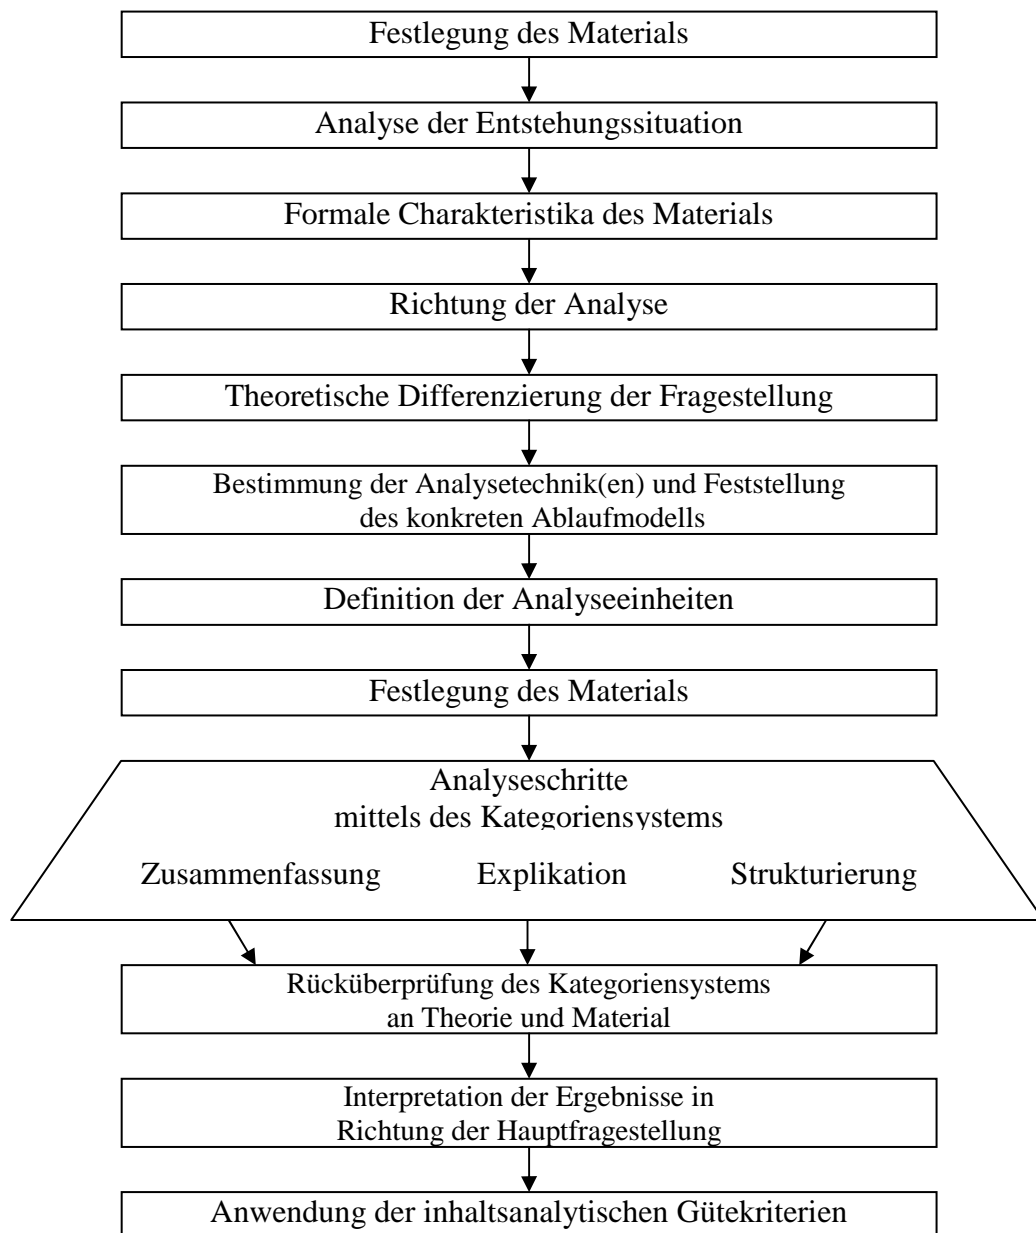 Festlegung des Materials
Analyse der Entstehungssituation
Formale Charakteristika des Materials
Richtung der Analyse
Theoretische Differenzierung der Fragestellung
Bestimmung der Analysetechnik(en) und Feststellung
des konkreten Ablaufmodells
Definition der Analyseeinheiten
Festlegung des Materials
Analyseschritte
mittels des Kategoriensystems
Zusammenfassung Explikation Strukturierung
Rücküberprüfung des Kategoriensystems
an Theorie und Material
Interpretation der Ergebnisse in
Richtung der Hauptfragestellung
Anwendung der inhaltsanalytischen Gütekriterien